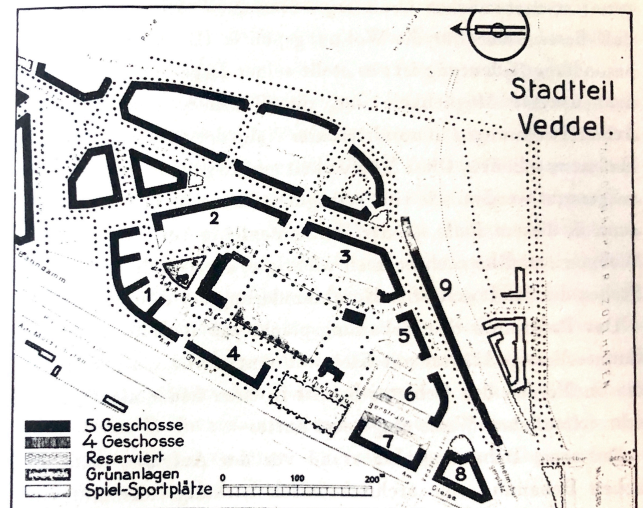 Stadtteil
Veddel.
2
3
9
1
5
4
6
7
8
5 Geschosse
4 Geschosse
Reserviert
Grünanlagen
Spiel-Sportplätze
0 100 200